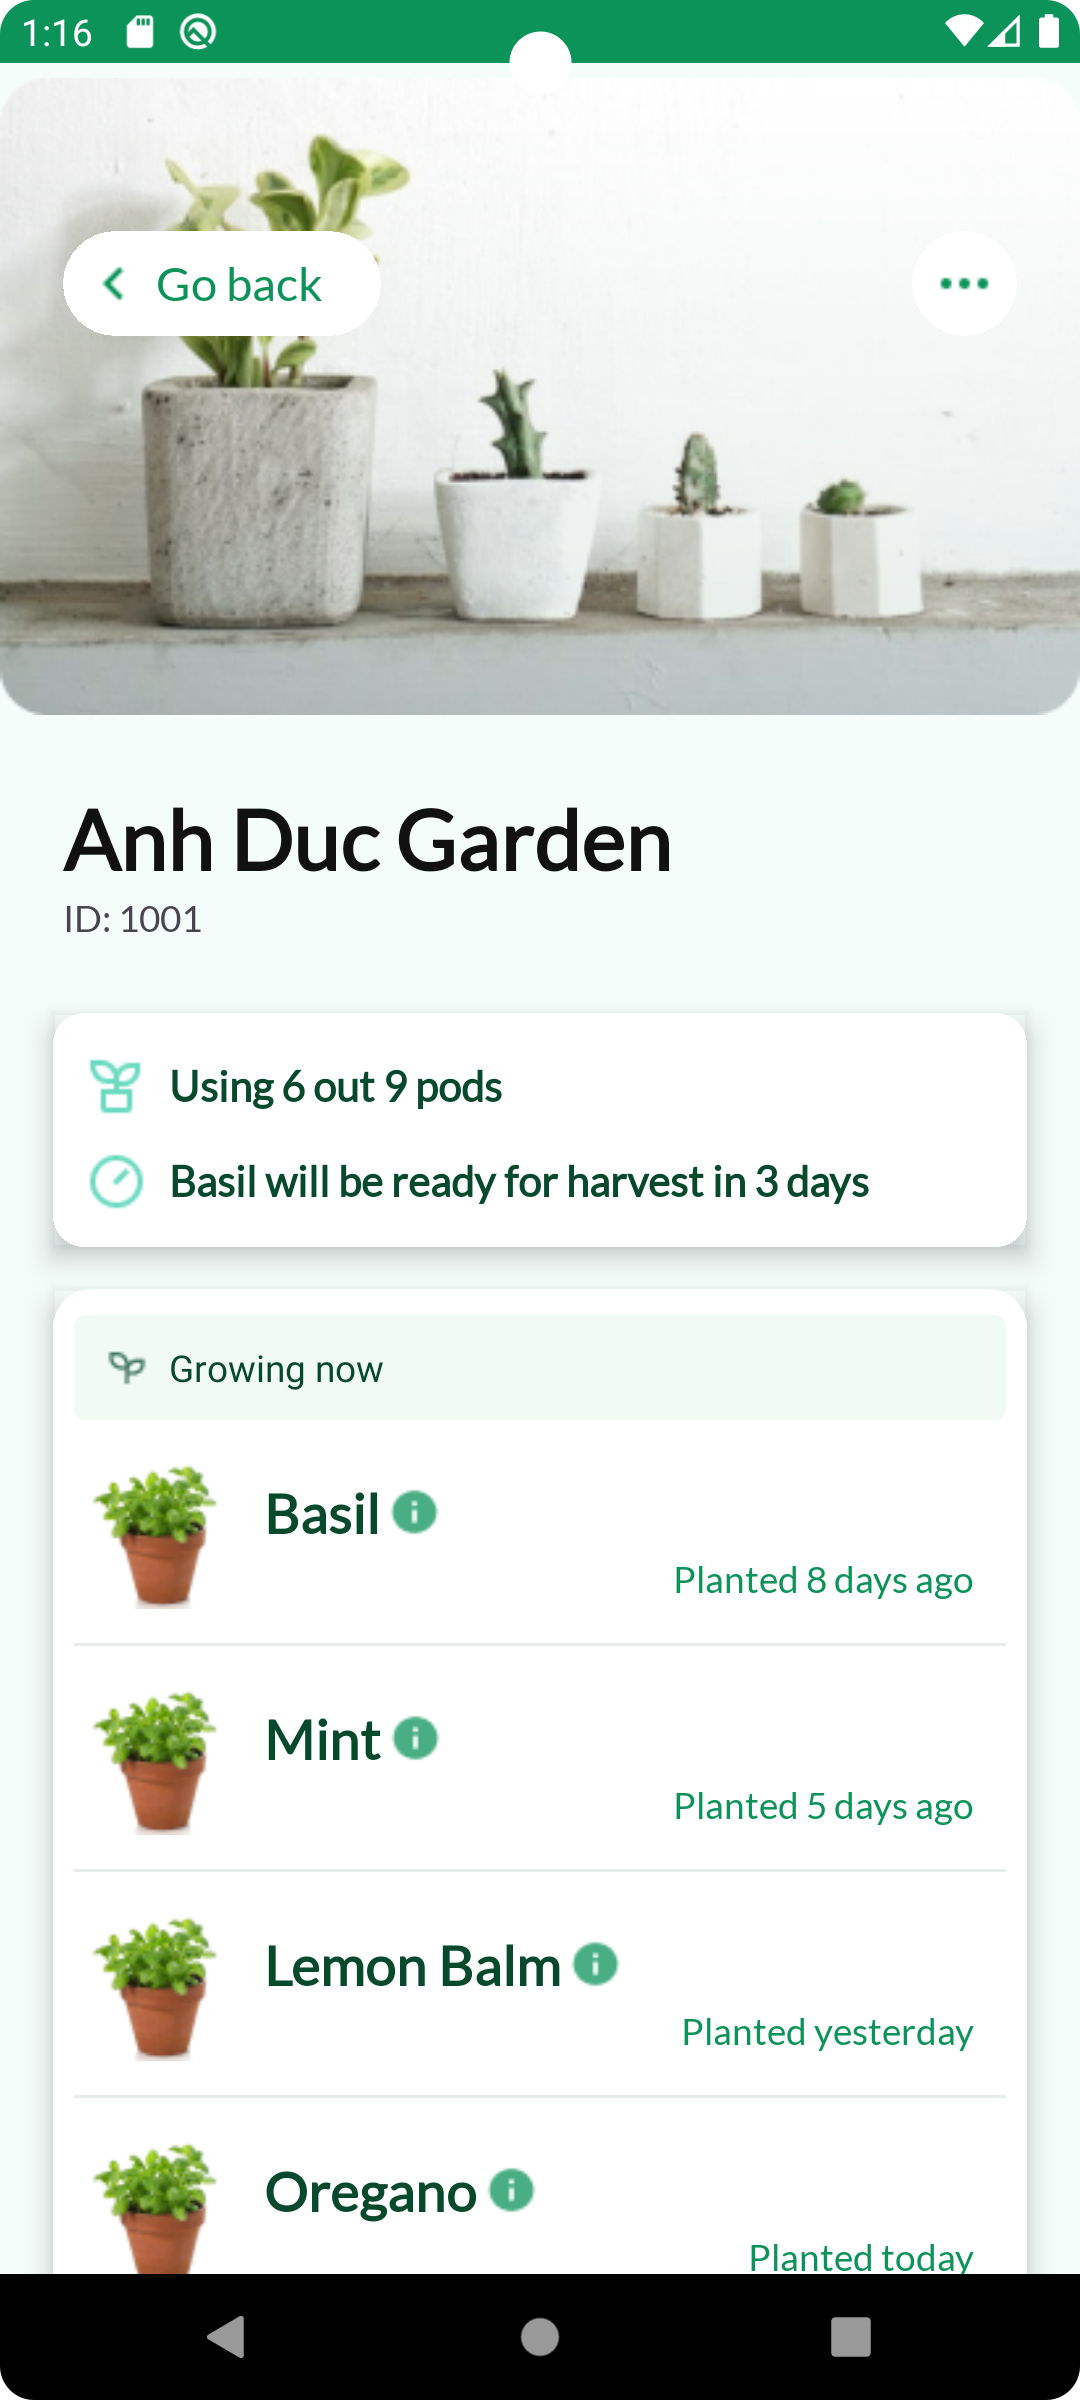 1:16
Go back
Anh Duc Garden
ID: 1001
Using 6 out 9 pods
Basil will be ready for harvest in 3 days
Growing now
Basil
Planted 8 days ago
Mint
Planted 5 days ago
Lemon Balm
Planted yesterday
Oregano
Planted today